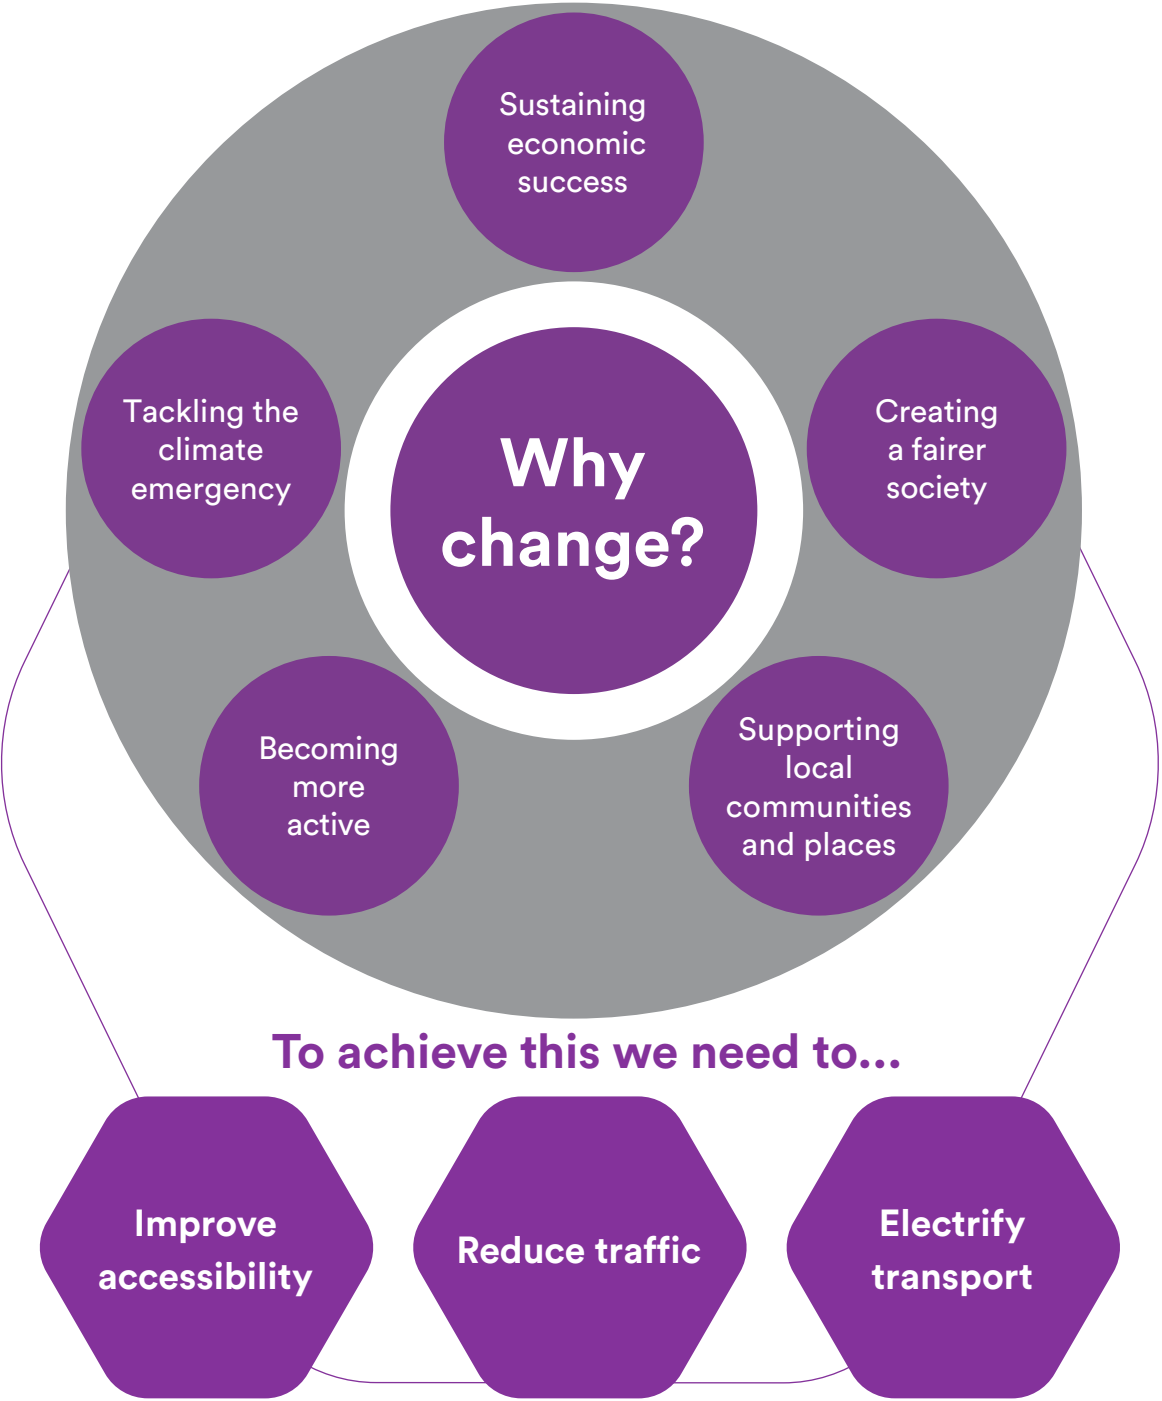 Sustaining
economic
success
Tackling the
climate
emergency
Why
change?
Creating
a fairer
society
Becoming
more
active
Supporting
local
communities
and places
To achieve this we need to...
Improve
accessibility
Reduce traffic
Electrify
transport